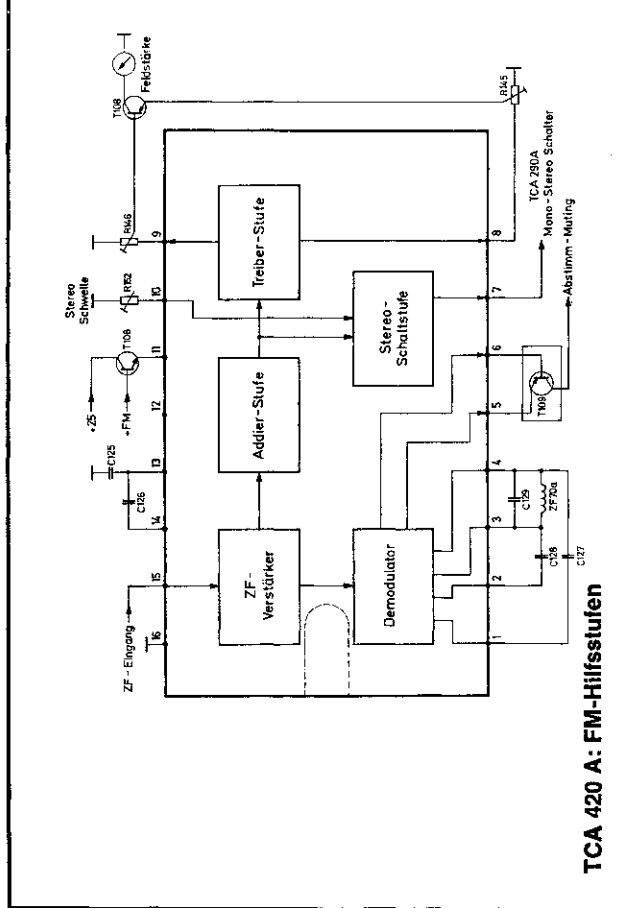 Feldstärke
T108
R145
R146
9
8
TCA 290A
Mono-Stereo Schalter
Treiber-Stufe
Stereo
Schwelle
R152
10
7
Abstimm-Muting
Stereo-
Schaltstufe
+25
T108
+FM
11
6
12
5
T109
Addier-Stufe
C125
13
4
C126
C129
ZF70a
14
3
C128
C127
15
2
ZF-Eingang
ZF-
Verstärker
Demodulator
16
1
TCA 420 A: FM-Hilfsstufen